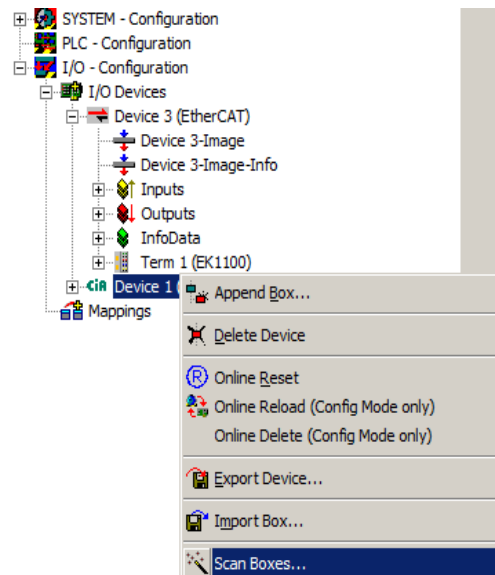 SYSTEM - Configuration
PLC - Configuration
I/O - Configuration
I/O Devices
Device 3 (EtherCAT)
Device 3-Image
Device 3-Image-Info
Inputs
Outputs
InfoData
Term 1 (EK1100)
CiA Device 1 (
Mappings
Append Box...
Delete Device
R Online Reset
Online Reload (Config Mode only)
Online Delete (Config Mode only)
Export Device...
Import Box...
Scan Boxes...